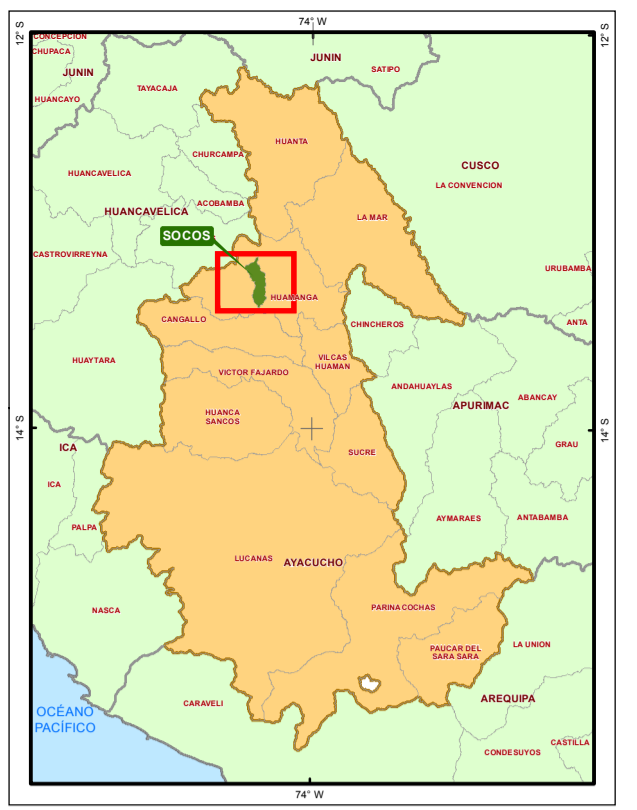 74° W
12° S
12° S
CONCEPCION
CHUPACA
JUNIN
JUNIN
SATIPO
TAYACAJA
HUANCAYO
HUANTA
CHURCAMPA
CUSCO
HUANCAVELICA
LA CONVENCION
ACOBAMBA
HUANCAVELICA
LA MAR
SOCOS
CASTROVIRREYNA
URUBAMBA
HUAMANGA
CANGALLO
CHINCHEROS
ANTA
HUAYTARA
VILCAS
HUAMAN
VICTOR FAJARDO
ANDAHUAYLAS
ABANCAY
APURIMAC
HUANCA
SANCOS
14° S
14° S
GRAU
ICA
SUCRE
ICA
PALPA
AYMARAES
ANTABAMBA
LUCANAS
AYACUCHO
NASCA
PARINACOCHAS
PAUCAR DEL
SARA SARA
LA UNION
CARAVELI
AREQUIPA
OCÉANO
PACÍFICO
CASTILLA
CONDESUYOS
74° W